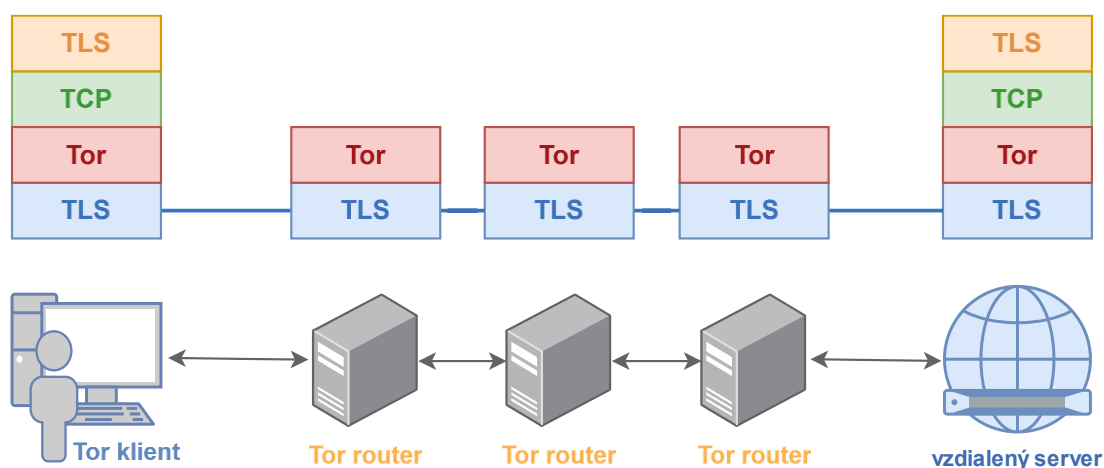 TLS TLS
TCP TCP
Tor Tor Tor Tor Tor
TLS TLS TLS TLS TLS
Tor klient Tor router Tor router Tor router vzdialený server